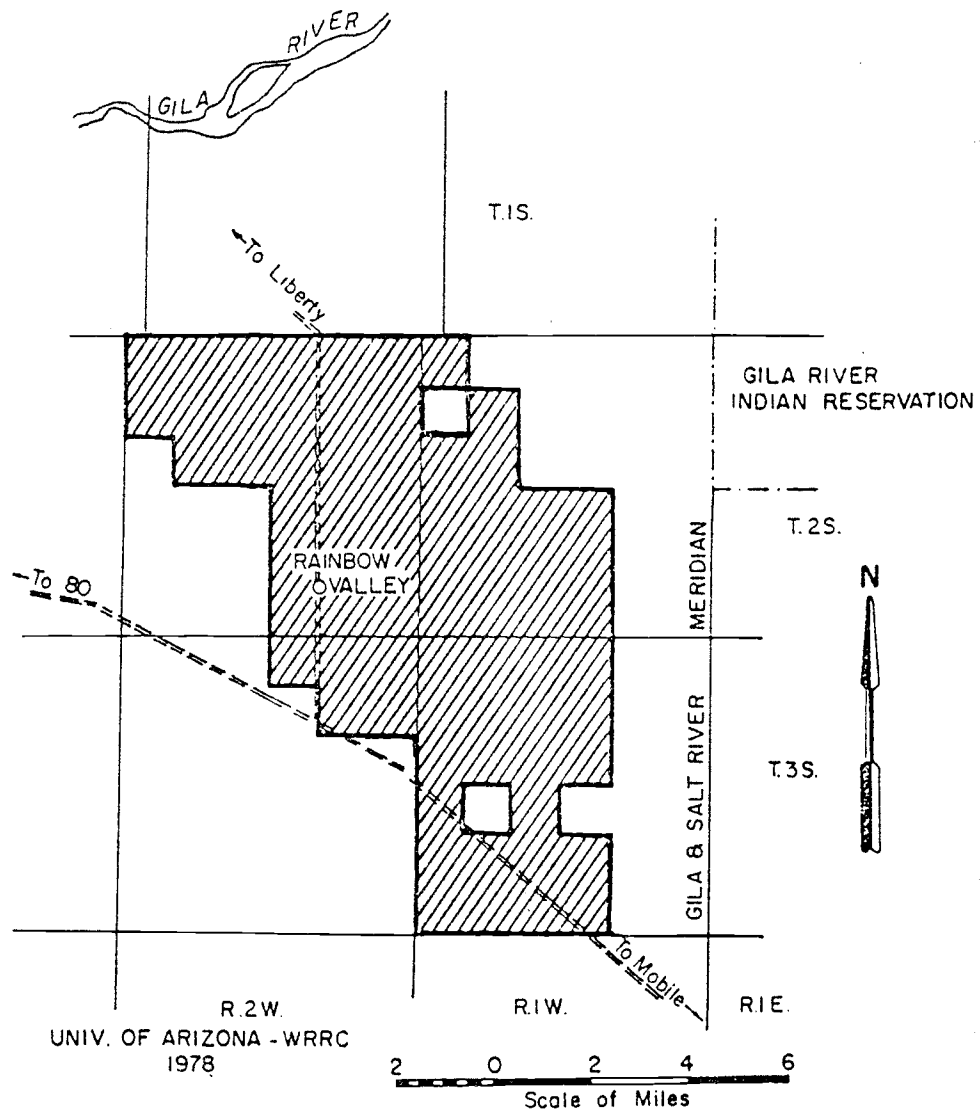 GILA RIVER
T.1S.
To Liberty
GILA RIVER
INDIAN RESERVATION
T.2S.
RAINBOW
VALLEY
To 80
MERIDIAN
N
T.3S.
GILA & SALT RIVER
To Mobile
R.2W.
R.1W.
R.1E.
UNIV. OF ARIZONA - WRRC
1978
2 0 2 4 6
Scale of Miles